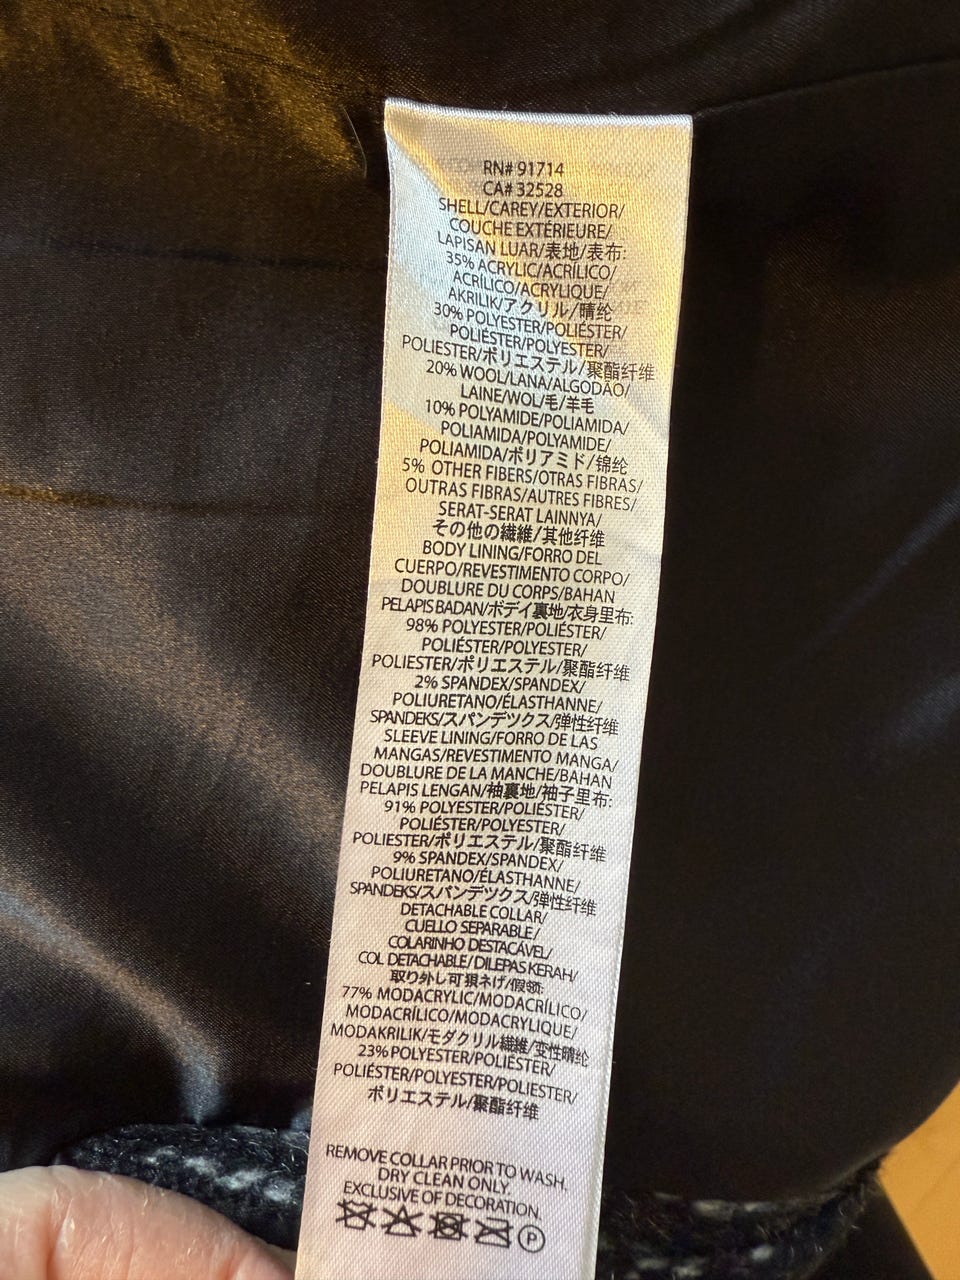 RN# 91714
CA# 32528
SHELL/CAREY/EXTERIOR/
COUCHE EXTÉRIEURE/
LAPISAN LUAR/表地/表布:
35% ACRYLIC/ACRÍLICO/
ACRÍLICO/ACRYLIQUE/
AKRILIK/アクリル/晴纶
30% POLYESTER/POLIÉSTER/
POLIÉSTER/POLYESTER/
POLIESTER/ポリエステル/聚酯纤维
20% WOOL/LANA/ALGODÃO/
LAINE/WOL/毛/羊毛
10% POLYAMIDE/POLIAMIDA/
POLIAMIDA/POLYAMIDE/
POLIAMIDA/ポリアミド/锦纶
5% OTHER FIBERS/OTRAS FIBRAS/
OUTRAS FIBRAS/AUTRES FIBRES/
SERAT-SERAT LAINNYA/
その他の繊維/其他纤维
BODY LINING/FORRO DEL
CUERPO/REVESTIMENTO CORPO/
DOUBLURE DU CORPS/BAHAN
PELAPIS BADAN/ボデイ裏地/衣身里布:
98% POLYESTER/POLIÉSTER/
POLIÉSTER/POLYESTER/
POLIESTER/ポリエステル/聚酯纤维
2% SPANDEX/SPANDEX/
POLIURETANO/ÉLASTHANNE/
SPANDEKS/スパンデツクス/弹性纤维
SLEEVE LINING/FORRO DE LAS
MANGAS/REVESTIMENTO MANGA/
DOUBLURE DE LA MANCHE/BAHAN
PELAPIS LENGAN/袖裏地/袖子里布:
91% POLYESTER/POLIÉSTER/
POLIÉSTER/POLYESTER/
POLIESTER/ポリエステル/聚酯纤维
9% SPANDEX/SPANDEX/
POLIURETANO/ÉLASTHANNE/
SPANDEKS/スパンデツクス/弹性纤维
DETACHABLE COLLAR/
CUELLO SEPARABLE/
COLARINHO DESTACÁVEL/
COL DETACHABLE/DILEPAS KERAH/
取り外し可ネげ/假领:
77% MODACRYLIC/MODACRÍLICO/
MODACRÍLICO/MODACRYLIQUE/
MODAKRILIK/モダクリル繊維/变性晴纶
23% POLYESTER/POLIÉSTER/
POLIÉSTER/POLYESTER/POLIESTER/
ポリエステル/聚酯纤维
REMOVE COLLAR PRIOR TO WASH.
DRY CLEAN ONLY.
EXCLUSIVE OF DECORATION.
P